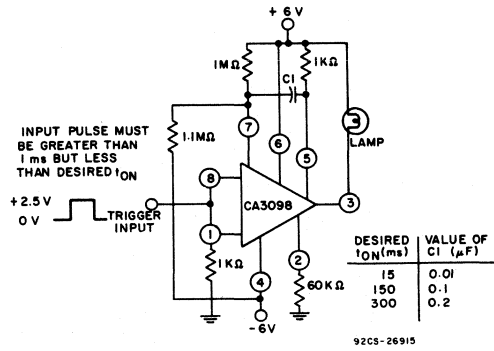 +6V
1MΩ
1KΩ
C1
1.1MΩ
7
6
5
LAMP
INPUT PULSE MUST
BE GREATER THAN
1 ms BUT LESS
THAN DESIRED tON
8
CA3098
3
+2.5V
0V
TRIGGER
INPUT
1
2
4
1KΩ
60KΩ
-6V
DESIRED tON(ms) VALUE OF C1 (µF)
15 0.01
150 0.1
300 0.2
92CS-26915